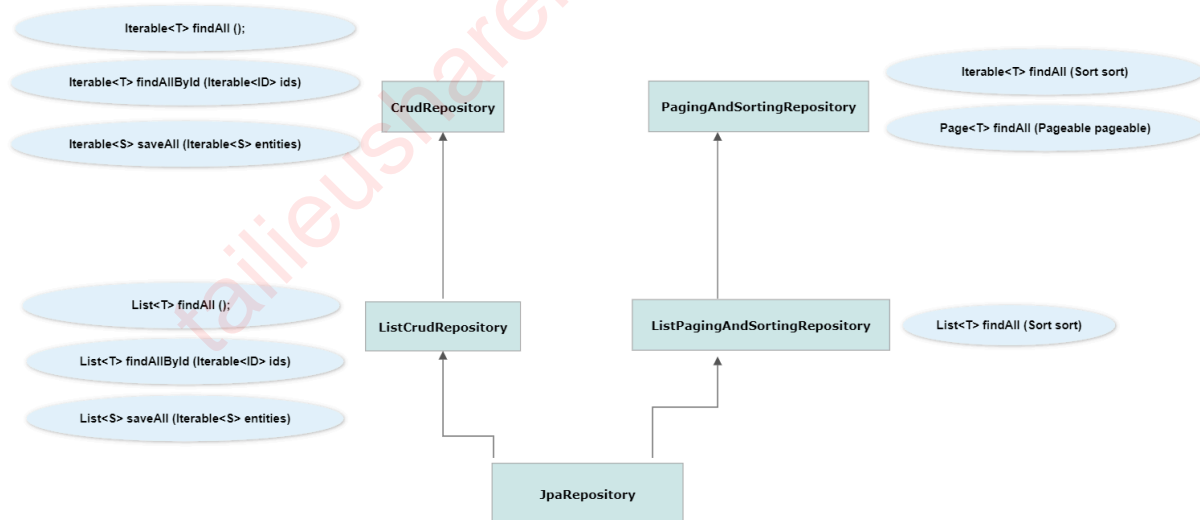 Iterable<T> findAll ();
Iterable<T> findAllById (Iterable<ID> ids)
Iterable<S> saveAll (Iterable<S> entities)
CrudRepository
PagingAndSortingRepository
Iterable<T> findAll (Sort sort)
Page<T> findAll (Pageable pageable)
List<T> findAll ();
List<T> findAllById (Iterable<ID> ids)
List<S> saveAll (Iterable<S> entities)
ListCrudRepository
ListPagingAndSortingRepository
List<T> findAll (Sort sort)
JpaRepository